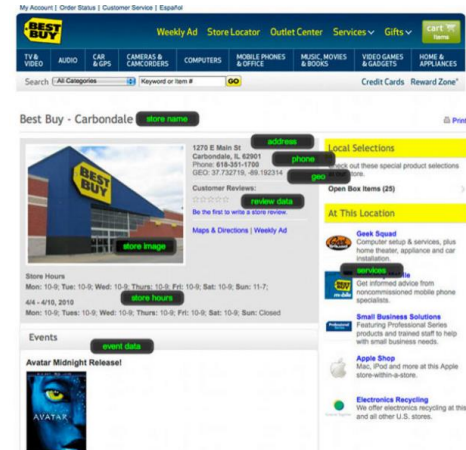 My Account | Order Status | Customer Service | Español
BEST BUY
Weekly Ad Store Locator Outlet Center Services Gifts
cart
items
TV & VIDEO
AUDIO
CAR & GPS
CAMERAS & CAMCORDERS
COMPUTERS
MOBILE PHONES & OFFICE
MUSIC, MOVIES & BOOKS
VIDEO GAMES & GADGETS
HOME & APPLIANCES
Search All Categories Keyword or Item # GO
Credit Cards Reward Zone
Best Buy - Carbondale
store name
Print
BEST BUY
store image
1270 E Main St
address
Carbondale, IL 62901
Phone: 618-351-1700
phone
GEO: 37.732719, -89.192314
geo
Customer Reviews:
review data
Be the first to write a store review.
Maps & Directions | Weekly Ad
Store Hours
Mon: 10-9; Tue: 10-9; Wed: 10-9; Thurs: 10-9; Fri: 10-9; Sat: 10-9; Sun: 11-7;
store hours
4/4 - 4/10, 2010
Mon: 10-9; Tues: 10-9; Wed: 10-9; Thurs: 10-9; Fri: 10-9; Sat: 10-9; Sun: Closed
Events
event data
Avatar Midnight Release!
AVATAR
Local Selections
out these special product selections
store.
Open Box Items (25)
At This Location
Geek Squad
Computer setup & services, plus
home theater, appliance and car
installation.
services
Get informed advice from
noncommissioned mobile phone
specialists.
Small Business Solutions
Featuring Professional Series
products and trained staff to help
with small business needs.
Apple Shop
Mac, iPod and more at this Apple
store-within-a-store.
Electronics Recycling
We offer electronics recycling at this
and all other U.S. stores.